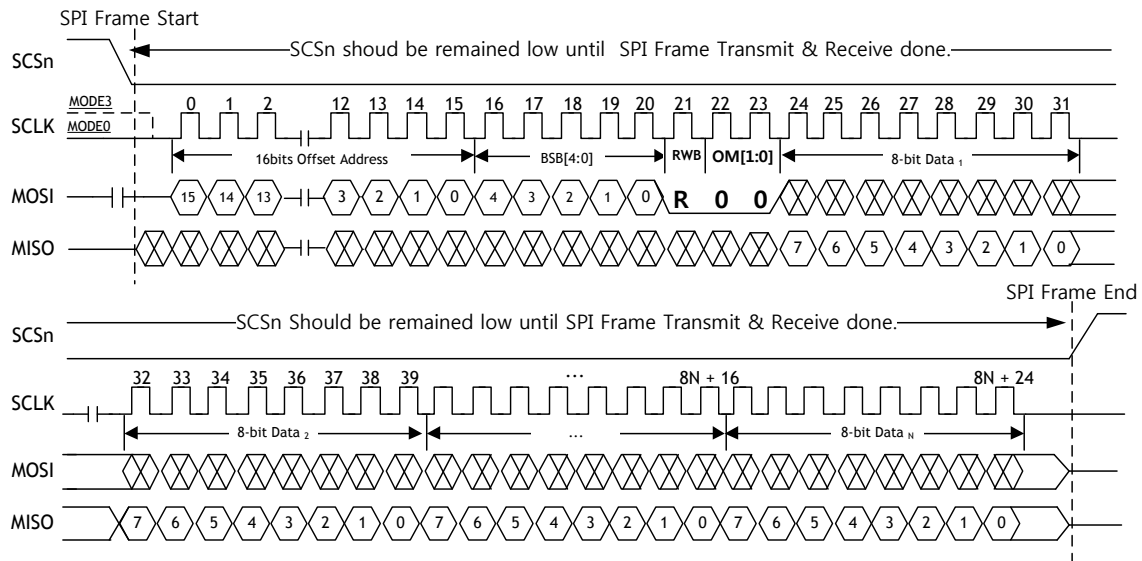 SPI Frame Start
SCSn shoud be remained low until SPI Frame Transmit & Receive done.
SCSn
MODE3
0 1 2 12 13 14 15 16 17 18 19 20 21 22 23 24 25 26 27 28 29 30 31
SCLK
MODE0
16bits Offset Address
BSB[4:0]
RWB
OM[1:0]
8-bit Data 1
MOSI
15 14 13 3 2 1 0 4 3 2 1 0 R 0 0
MISO
7 6 5 4 3 2 1 0
SPI Frame End
SCSn Should be remained low until SPI Frame Transmit & Receive done.
SCSn
32 33 34 35 36 37 38 39 ... 8N + 16 8N + 24
SCLK
8-bit Data 2
...
8-bit Data N
MOSI
MISO
7 6 5 4 3 2 1 0 7 6 5 4 3 2 1 0 7 6 5 4 3 2 1 0